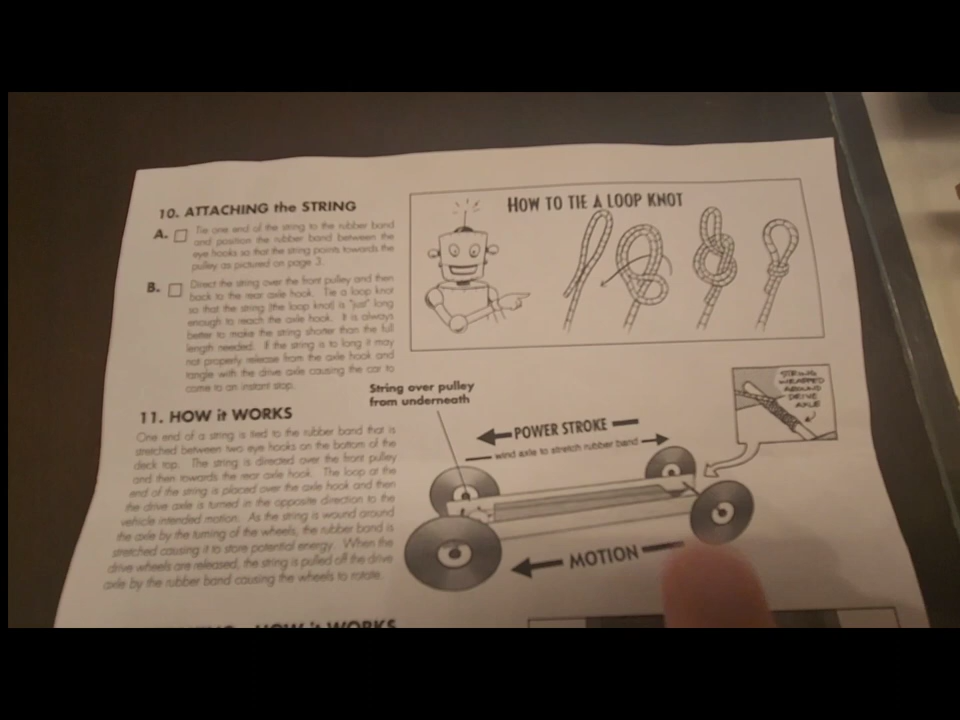 10. ATTACHING the STRING
A. Tie one end of the string to the rubber band
and position the rubber band between the
eye hooks so that the string points towards the
pulley as pictured on page 3.
B. Direct the string over the front pulley and then
back to the rear axle hook. Tie a loop knot
so that the string (the loop knot) is "just" long
enough to reach the axle hook. It is always
better to make the string shorter than the full
length needed. If the string is to long it may
not properly release from the axle hook and
tangle with the drive axle causing the car to
come to an instant stop.
HOW TO TIE A LOOP KNOT
11. HOW it WORKS
One end of a string is tied to the rubber band that is
stretched between two eye hooks on the bottom of the
deck top. The string is directed over the front pulley
and then towards the rear axle hook. The loop at the
end of the string is placed over the axle hook and then
the drive axle is turned in the opposite direction to the
vehicle intended motion. As the string is wound around
the axle by the turning of the wheels, the rubber band is
stretched causing it to store potential energy. When the
drive wheels are released, the string is pulled off the drive
axle by the rubber band causing the wheels to rotate.
String over pulley
from underneath
POWER STROKE
wind axle to stretch rubber band
MOTION
STRING
WRAPPED
AROUND
DRIVE
AXLE
HOW it WORKS